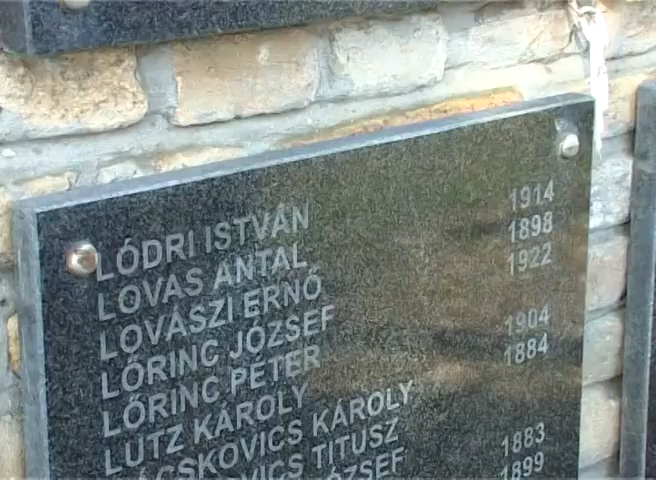 LÓDRI ISTVÁN
LOVAS ANTAL 1914
LOVÁSZI ERNŐ 1898
LŐRINC JÓZSEF 1922
LŐRINC PÉTER
LUTZ KÁROLY 1904
KÁROLY 1884
TITUSZ
JÓZSEF
1883
1899